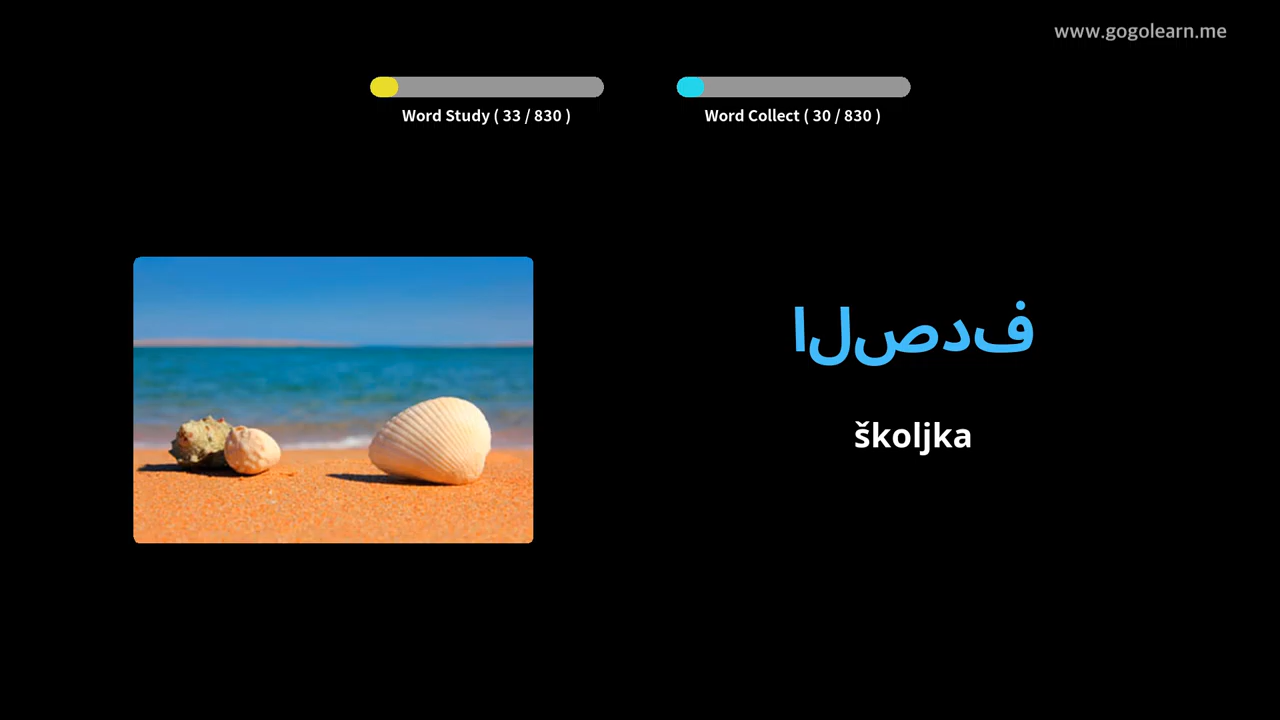 www.gogolearn.me
Word Study ( 33 / 830 )
Word Collect ( 30 / 830 )
الصدف
školjka